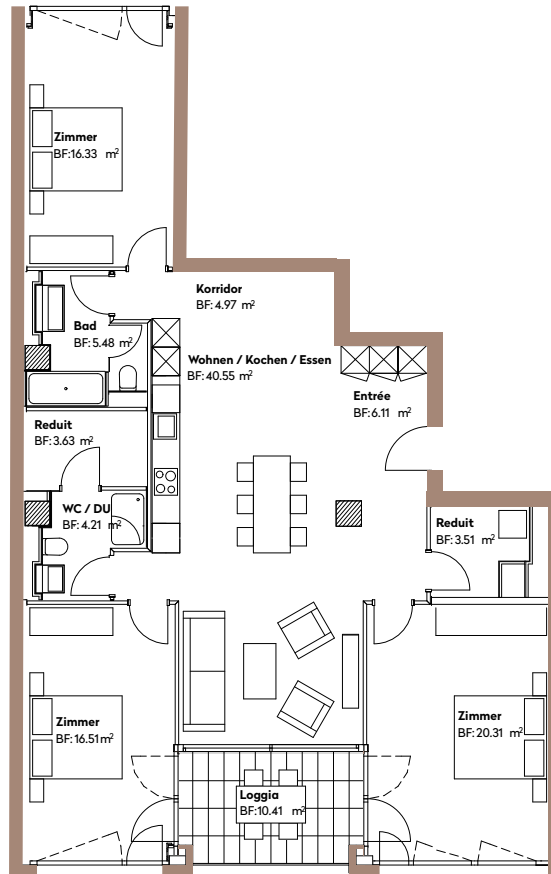 Zimmer
BF:16.33 m²
Korridor
BF: 4.97 m²
Bad
BF: 5.48 m²
Wohnen / Kochen / Essen
BF: 40.55 m²
Entrée
BF:6.11 m²
Reduit
BF: 3.63 m²
WC / DU
BF: 4.21 m²
Reduit
BF: 3.51 m²
Zimmer
BF:16.51 m²
Zimmer
BF: 20.31 m²
Loggia
BF:10.41 m²